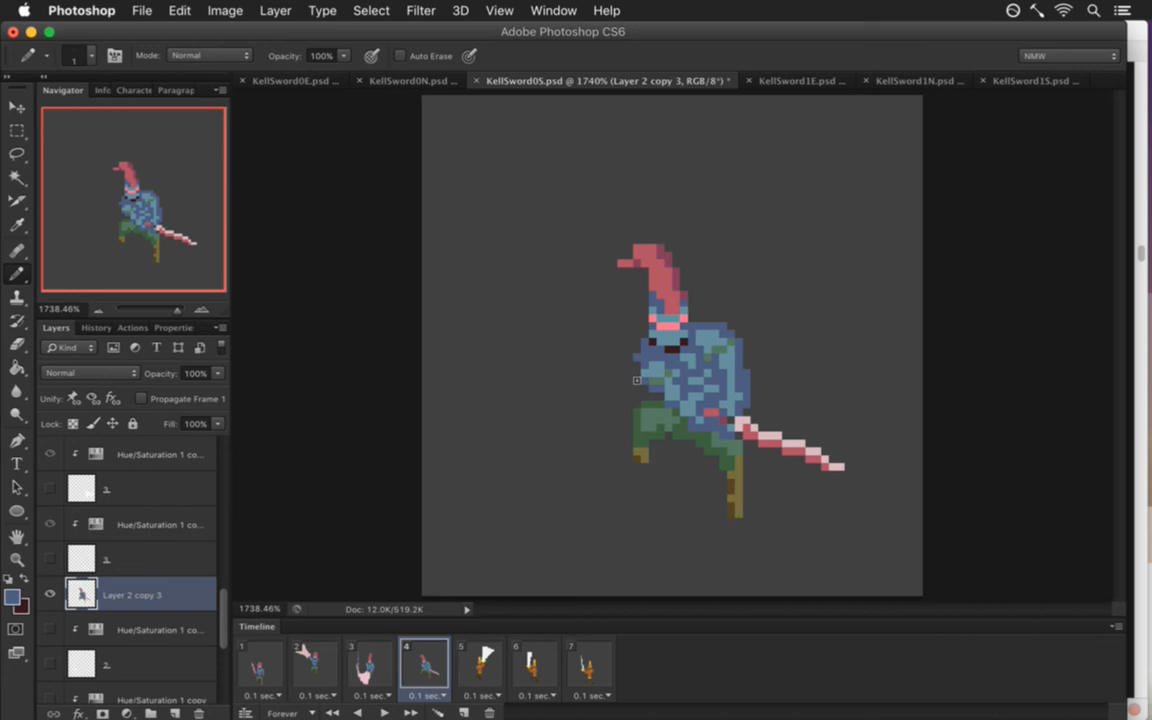 Photoshop File Edit Image Layer Type Select Filter 3D View Window Help
Adobe Photoshop CS6
1 Mode: Normal Opacity: 100% Auto Erase NMW
KellSword0E.psd ... KellSword0N.psd ... KellSword0S.psd @ 1740% (Layer 2 copy 3, RGB/8*) * KellSword1E.psd ... KellSword1N.psd ... KellSword1S.psd ...
Navigator Info Characte Paragrap
1738.46%
Layers History Actions Propertie
Kind
Normal Opacity: 100%
Unify: Propagate Frame 1
Lock: Fill: 100%
Hue/Saturation 1 co...
3
Hue/Saturation 1 co...
3
Layer 2 copy 3
Hue/Saturation 1 co...
2
Hue/Saturation 1 copy
1738.46% Doc: 12.0K/519.2K
Timeline
1 2 3 4 5 6 7
0.1 sec. 0.1 sec. 0.1 sec. 0.1 sec. 0.1 sec. 0.1 sec. 0.1 sec.
Forever